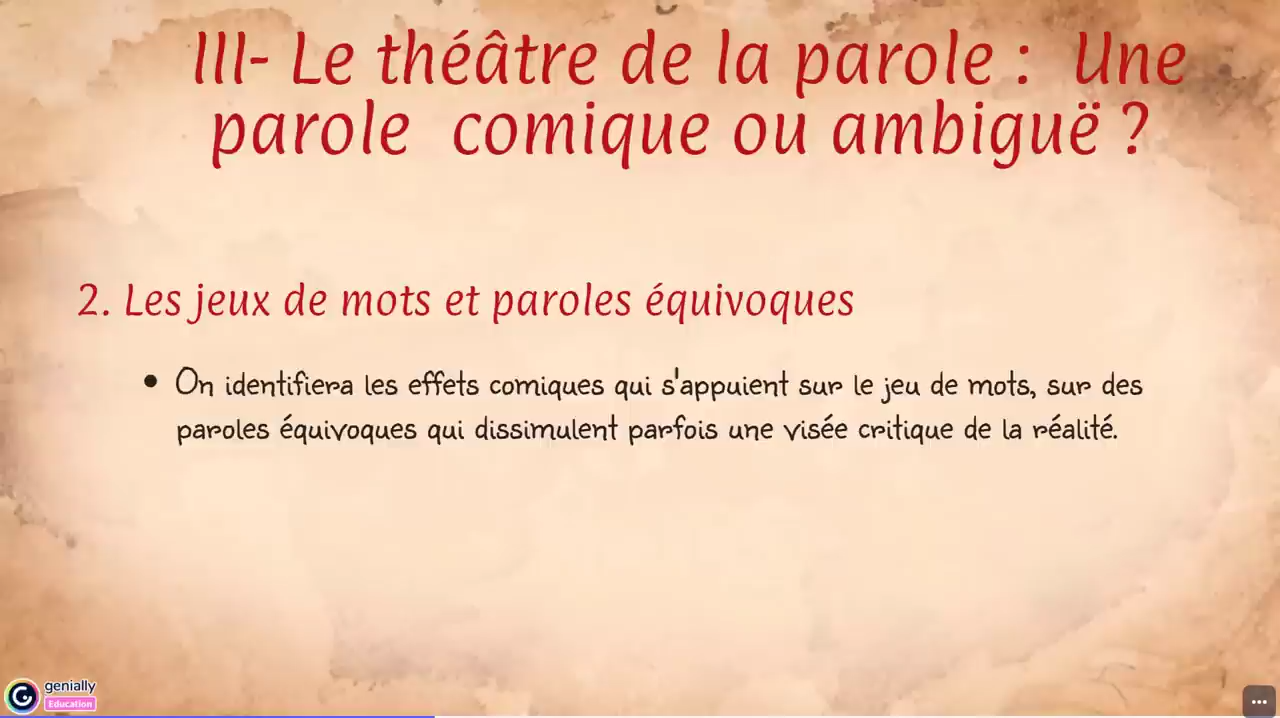 III- Le théâtre de la parole : Une
parole comique ou ambiguë ?
2. Les jeux de mots et paroles équivoques
• On identifiera les effets comiques qui s'appuient sur le jeu de mots, sur des
paroles équivoques qui dissimulent parfois une visée critique de la réalité.
genially
Education